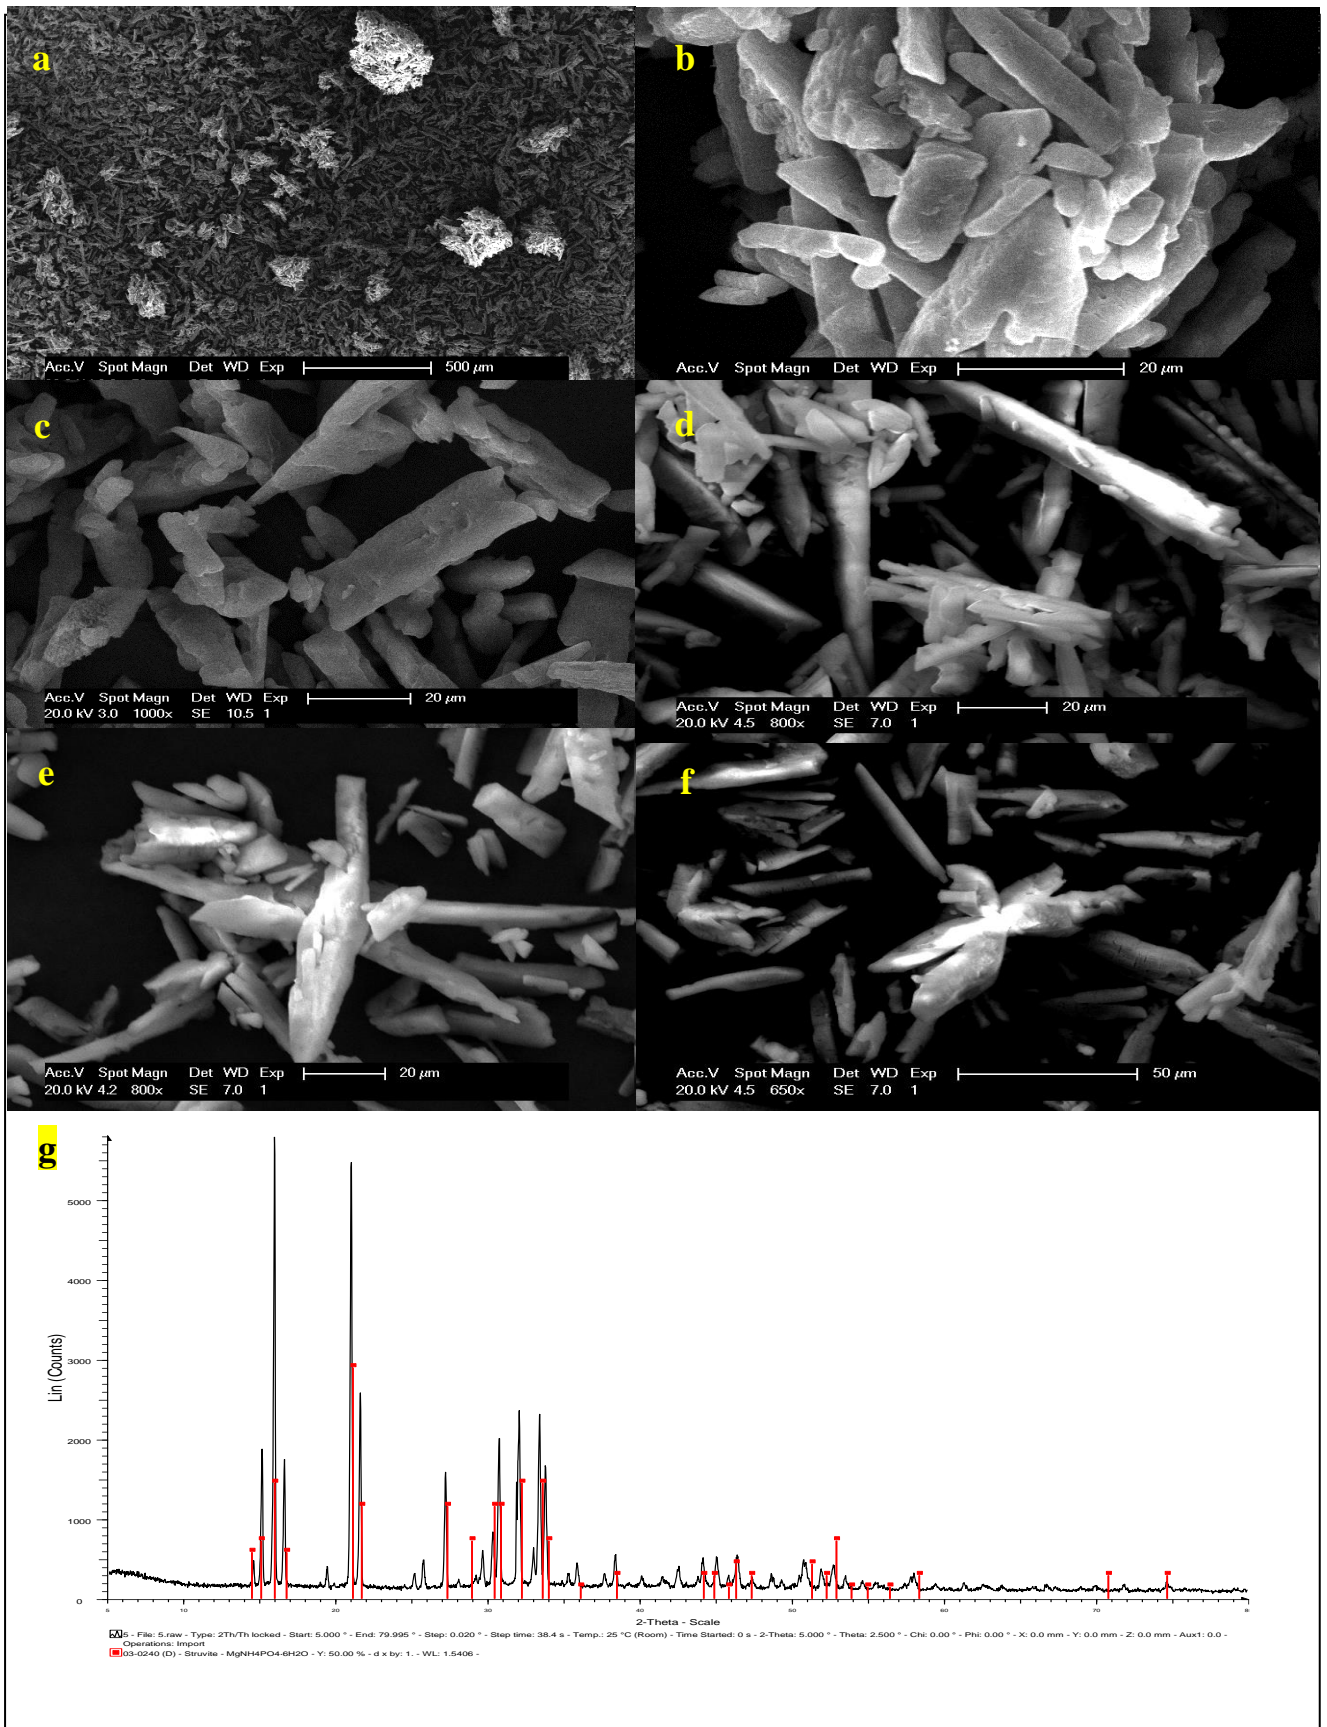 a
Acc.V Spot Magn Det WD Exp 500 μm
b
Acc.V Spot Magn Det WD Exp 20 μm
c
Acc.V Spot Magn Det WD Exp 20 μm
20.0 kV 3.0 1000x SE 10.5 1
d
Acc.V Spot Magn Det WD Exp 20 μm
20.0 kV 4.5 800x SE 7.0 1
e
Acc.V Spot Magn Det WD Exp 20 μm
20.0 kV 4.2 800x SE 7.0 1
f
Acc.V Spot Magn Det WD Exp 50 μm
20.0 kV 4.5 650x SE 7.0 1
g
Lin (Counts)
5000
4000
3000
2000
1000
0
5 10 20 30 40 50 60 70 8
2-Theta - Scale
5 - File: 5.raw - Type: 2Th/Th locked - Start: 5.000 ° - End: 79.995 ° - Step: 0.020 ° - Step time: 38.4 s - Temp.: 25 °C (Room) - Time Started: 0 s - 2-Theta: 5.000 ° - Theta: 2.500 ° - Chi: 0.00 ° - Phi: 0.00 ° - X: 0.0 mm - Y: 0.0 mm - Z: 0.0 mm - Aux1: 0.0 -
Operations: Import
03-0240 (D) - Struvite - MgNH4PO4·6H2O - Y: 50.00 % - d x by: 1. - WL: 1.5406 -